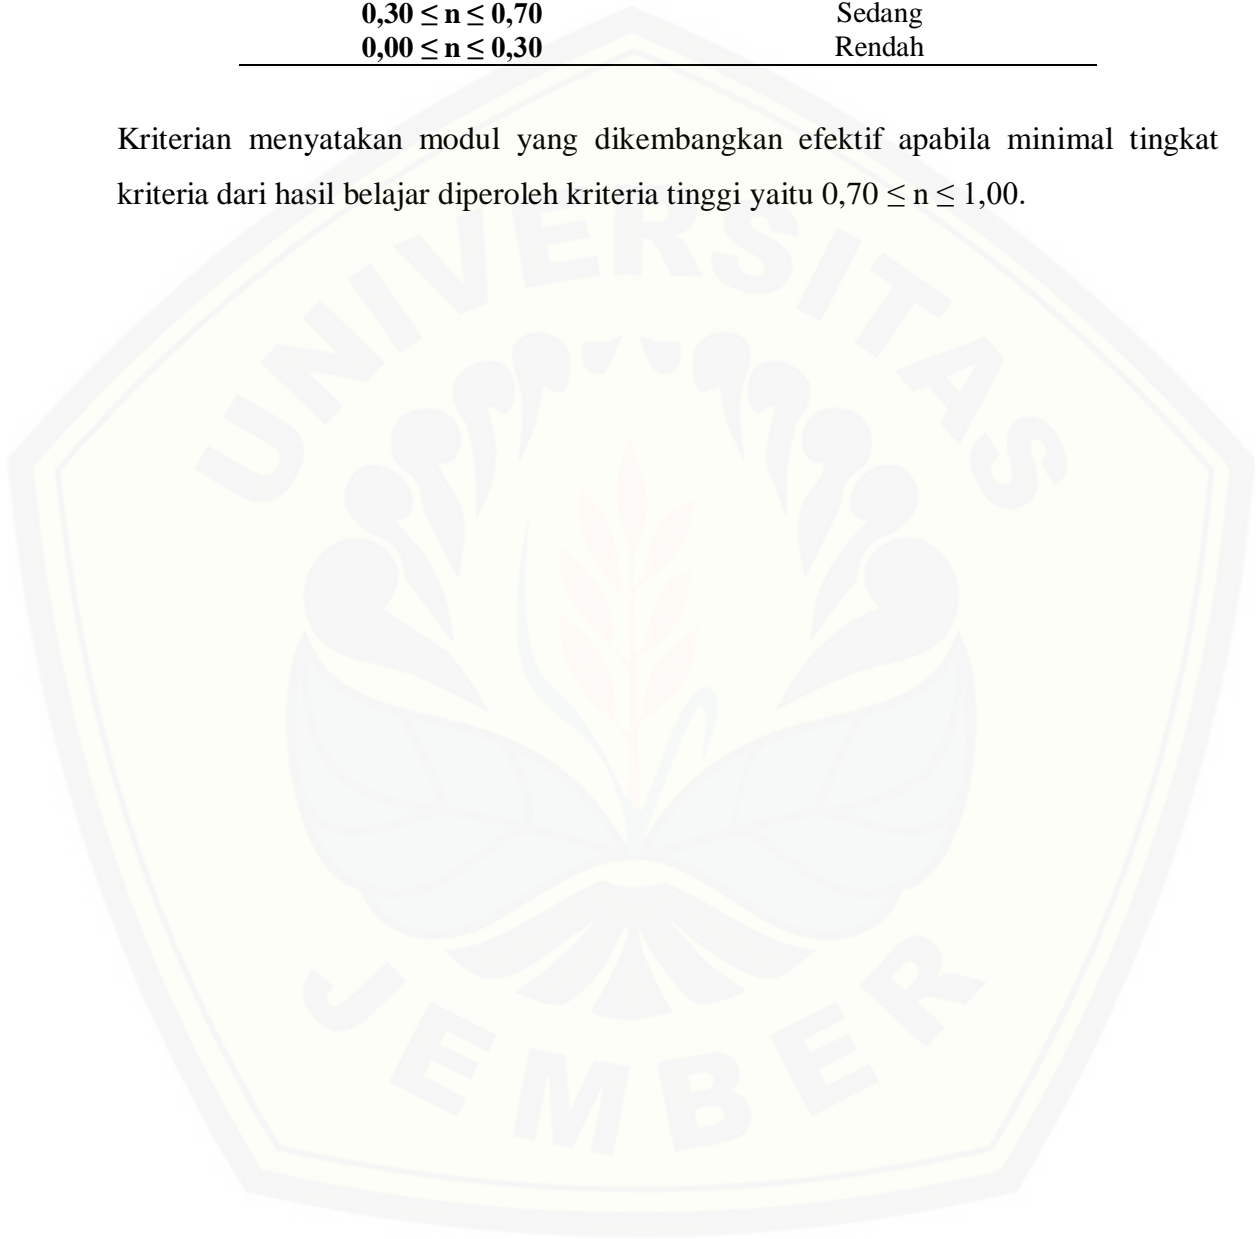 0,30 ≤ n ≤ 0,70 Sedang
0,00 ≤ n ≤ 0,30 Rendah
Kriterian menyatakan modul yang dikembangkan efektif apabila minimal tingkat
kriteria dari hasil belajar diperoleh kriteria tinggi yaitu 0,70 ≤ n ≤ 1,00.
UNIVERSITAS
JEMBER